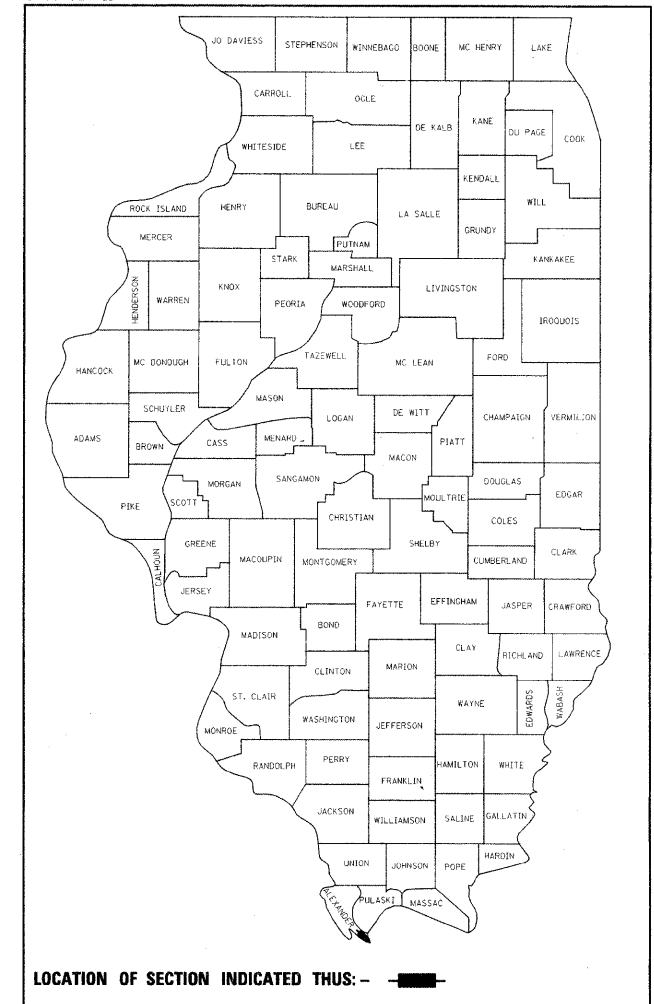 JO DAVIESS STEPHENSON WINNEBAGO BOONE MC HENRY LAKE
CARROLL OGLE DE KALB KANE DU PAGE COOK
WHITESIDE LEE
KENDALL WILL
ROCK ISLAND HENRY BUREAU LA SALLE
MERCER PUTNAM GRUNDY
STARK MARSHALL KANKAKEE
HENDERSON WARREN KNOX PEORIA WOODFORD LIVINGSTON IROQUOIS
HANCOCK MC DONOUGH FULTON TAZEWELL MC LEAN FORD
SCHUYLER MASON LOGAN DE WITT CHAMPAIGN VERMILION
ADAMS BROWN CASS MENARD MACON PIATT
MORGAN SANGAMON DOUGLAS EDGAR
PIKE SCOTT CHRISTIAN MOULTRIE COLES
GREENE MACOUPIN MONTGOMERY SHELBY CUMBERLAND CLARK
CALHOUN JERSEY FAYETTE EFFINGHAM JASPER CRAWFORD
MADISON BOND
CLINTON MARION CLAY RICHLAND LAWRENCE
ST. CLAIR WASHINGTON JEFFERSON WAYNE EDWARDS WABASH
MONROE
RANDOLPH PERRY FRANKLIN HAMILTON WHITE
JACKSON WILLIAMSON SALINE GALLATIN
UNION JOHNSON POPE HARDIN
ALEXANDER PULASKI MASSAC
LOCATION OF SECTION INDICATED THUS: -